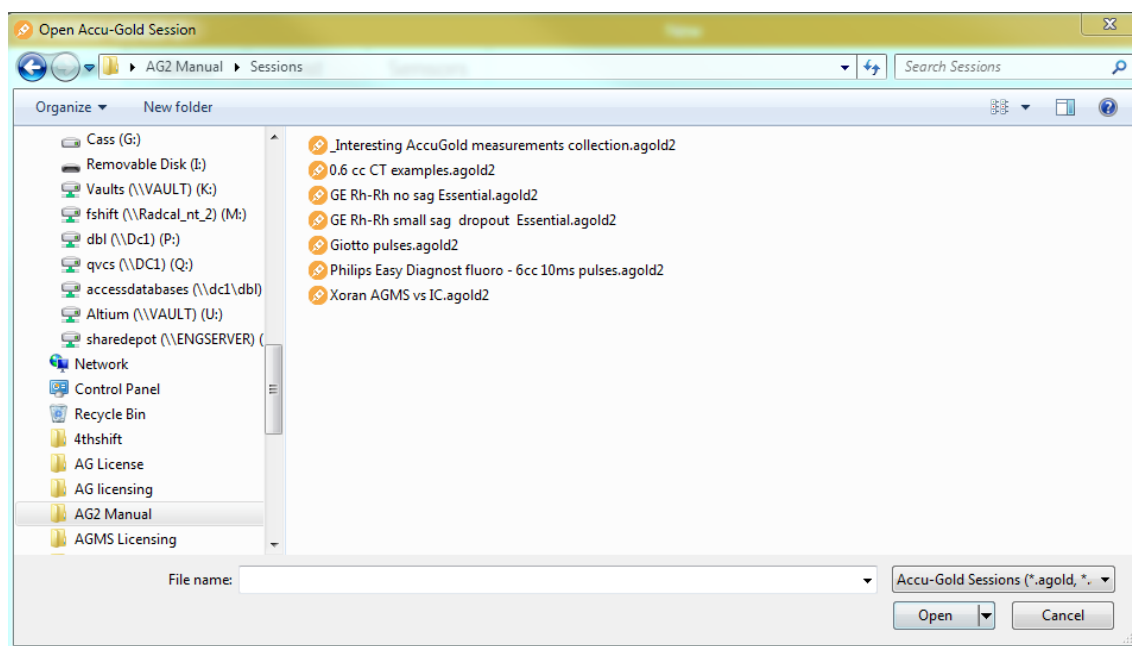 Open Accu-Gold Session
AG2 Manual Sessions
Search Sessions
Organize New folder
Cass (G:)
Removable Disk (I:)
Vaults (\\VAULT) (K:)
fshift (\\Radcal_nt_2) (M:)
dbl (\\Dc1) (P:)
qvcs (\\DC1) (Q:)
accessdatabases (\\dc1\dbl)
Altium (\\VAULT) (U:)
sharedepot (\\ENGSERVER) (
Network
Control Panel
Recycle Bin
4thshift
AG License
AG licensing
AG2 Manual
AGMS Licensing
_Interesting AccuGold measurements collection.agold2
0.6 cc CT examples.agold2
GE Rh-Rh no sag Essential.agold2
GE Rh-Rh small sag  dropout  Essential.agold2
Giotto pulses.agold2
Philips Easy Diagnost fluoro - 6cc 10ms pulses.agold2
Xoran AGMS vs IC.agold2
File name:
Accu-Gold Sessions (*.agold, *.
Open
Cancel